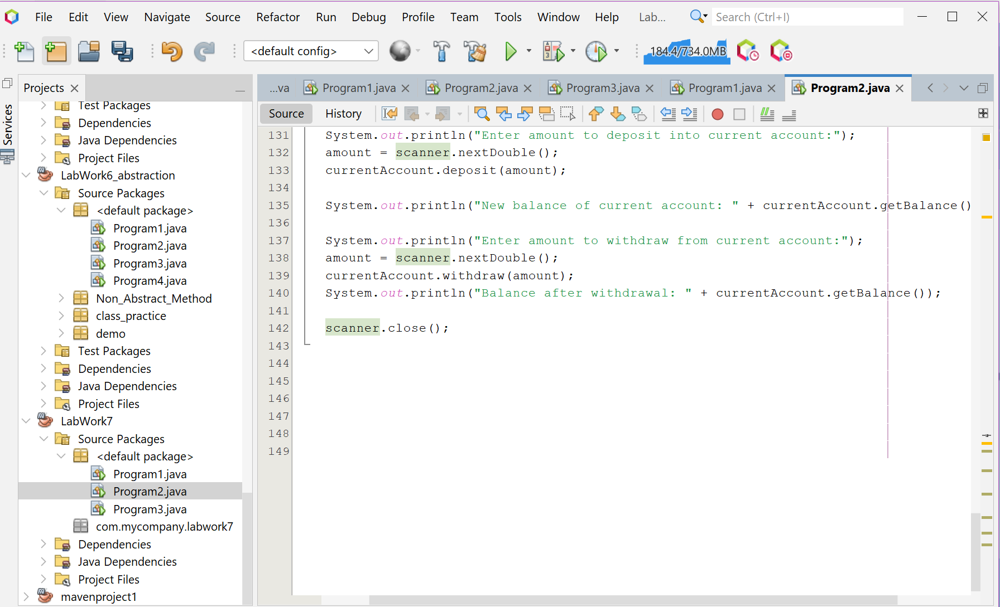 File Edit View Navigate Source Refactor Run Debug Profile Team Tools Window Help Lab... Search (Ctrl+I)
<default config> 184.4/734.0MB
Services
Projects
Test Packages
Dependencies
Java Dependencies
Project Files
LabWork6_abstraction
Source Packages
<default package>
Program1.java
Program2.java
Program3.java
Program4.java
Non_Abstract_Method
class_practice
demo
Test Packages
Dependencies
Java Dependencies
Project Files
LabWork7
Source Packages
<default package>
Program1.java
Program2.java
Program3.java
com.mycompany.labwork7
Dependencies
Java Dependencies
Project Files
mavenproject1
...va Program1.java Program2.java Program3.java Program1.java Program2.java
Source History
131 System.out.println("Enter amount to deposit into current account:");
132 amount = scanner.nextDouble();
133 currentAccount.deposit(amount);
134
135 System.out.println("New balance of current account: " + currentAccount.getBalance()
136
137 System.out.println("Enter amount to withdraw from current account:");
138 amount = scanner.nextDouble();
139 currentAccount.withdraw(amount);
140 System.out.println("Balance after withdrawal: " + currentAccount.getBalance());
141
142 scanner.close();
143
144
145
146
147
148
149